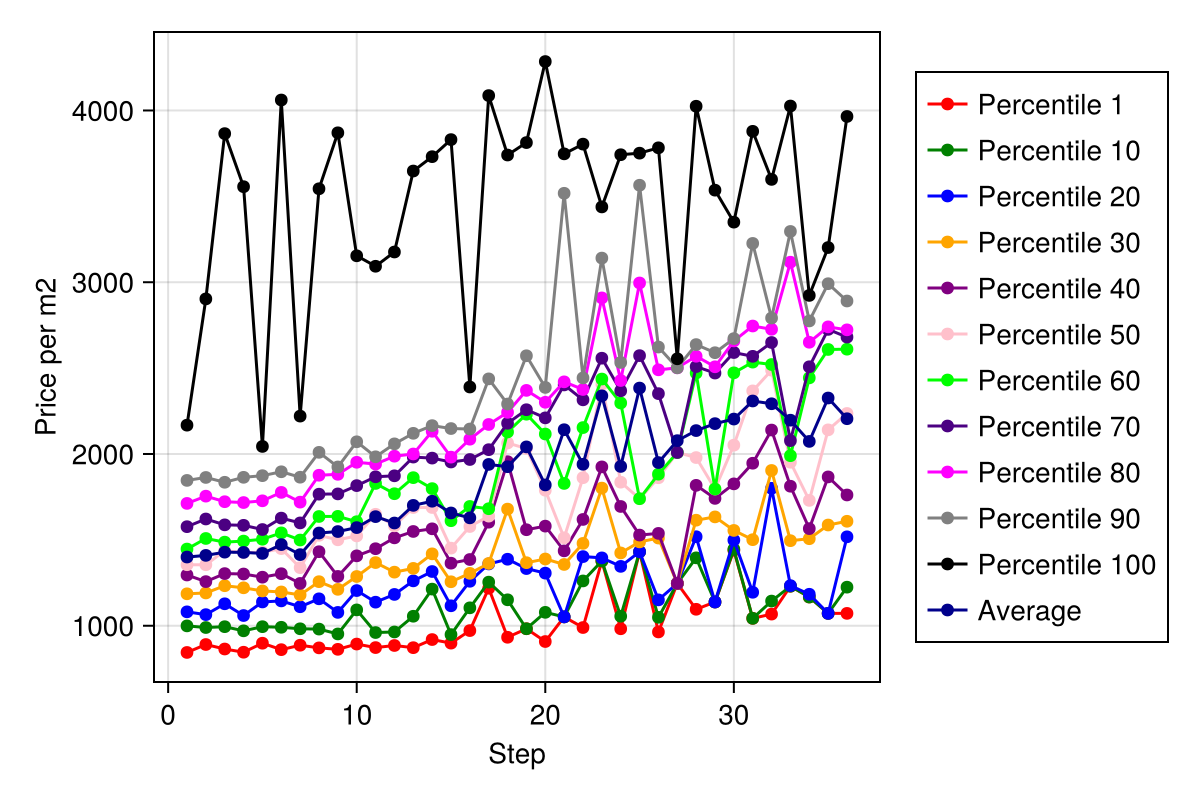 4000
3000
2000
1000
Price per m2
0 10 20 30
Step
Percentile 1
Percentile 10
Percentile 20
Percentile 30
Percentile 40
Percentile 50
Percentile 60
Percentile 70
Percentile 80
Percentile 90
Percentile 100
Average